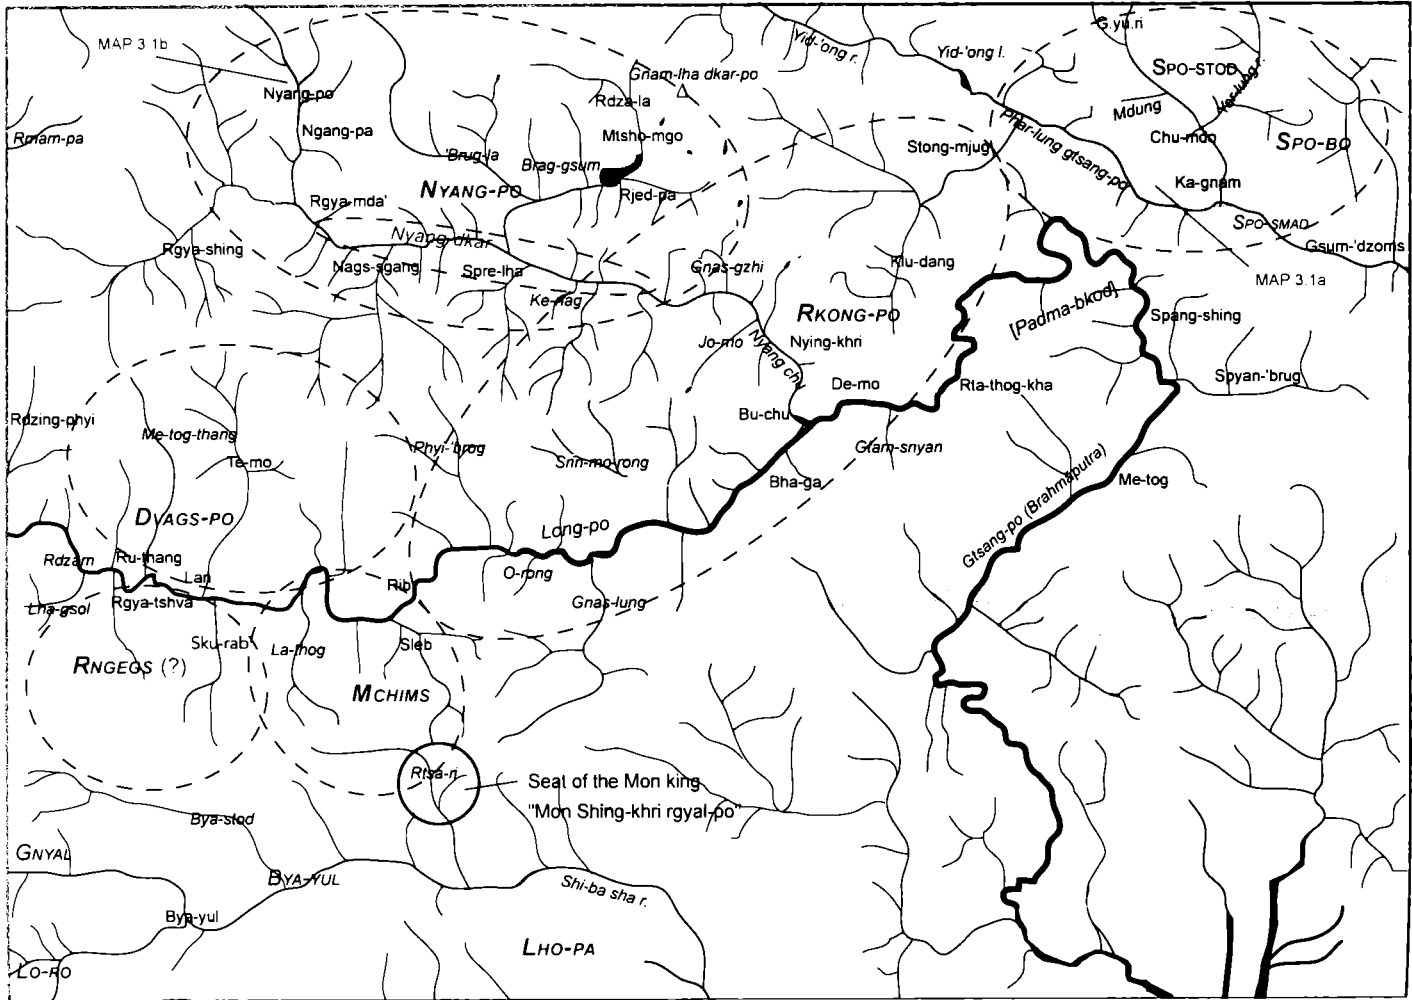 G.yu.ri
Yid-'ong r.
Yid-'ong l.
MAP 3.1b
SPO-STOD
Gnam-lha dkar-po
Nyang-po
Rdza-la
Mdung
Phar-lung gtsang-po
Ngang-pa
Mtsho-mgo
Chu-mdo
Rmam-pa
Stong-mjug
SPO-BO
'Brug-la
Brag-gsum
NYANG-PO
Rjed-pa
Ka-gnam
Rgya-mda'
SPO-SMAD
Nyang dkar
Gsum-'dzoms
Rgya-shing
Nags-sgang
Spre-lha
Gnas-gzhi
Klu-dang
MAP 3.1a
Ke-nag
[Padma-bkod]
RKONG-PO
Spang-shing
Jo-mo
Nyang chu
Nying-khri
De-mo
Rta-thog-kha
Spyan-'brug
Rdzing-phyi
Me-tog-thang
Bu-chu
Phyi-'brog
Glam-snyan
Te-mo
Srin-mo-rong
Bha-ga
Me-tog
Gtsang-po (Brahmāputra)
DVAGS-PO
Long-po
Rdzam
Ru-thang
Lan
Rib
O-rong
Lha-gsol
Rgya-tshva
Gnas-lung
Sku-rab
La-thog
Sleb
RNGEGS (?)
MCHIMS
Rtsa-ri
Seat of the Mon king
"Mon Shing-khri rgyal-po"
Bya-stod
GNYAL
BYA-YUL
Shi-ba sha r.
Bya-yul
LHO-PA
LO-RO